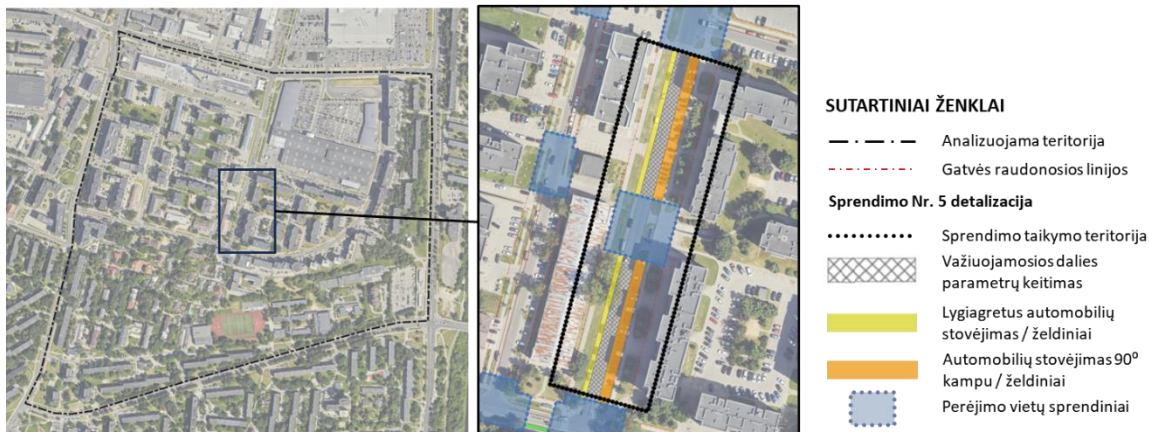 SUTARTINIAI ŽENKLAI
Analizuojama teritorija
Gatvės raudonosios linijos
Sprendimo Nr. 5 detalizacija
Sprendimo taikymo teritorija
Važiuojamosios dalies
parametrų keitimas
Lygiagretus automobilių
stovėjimas / želdiniai
Automobilių stovėjimas 90⁰
kampu / želdiniai
Perėjimo vietų sprendiniai